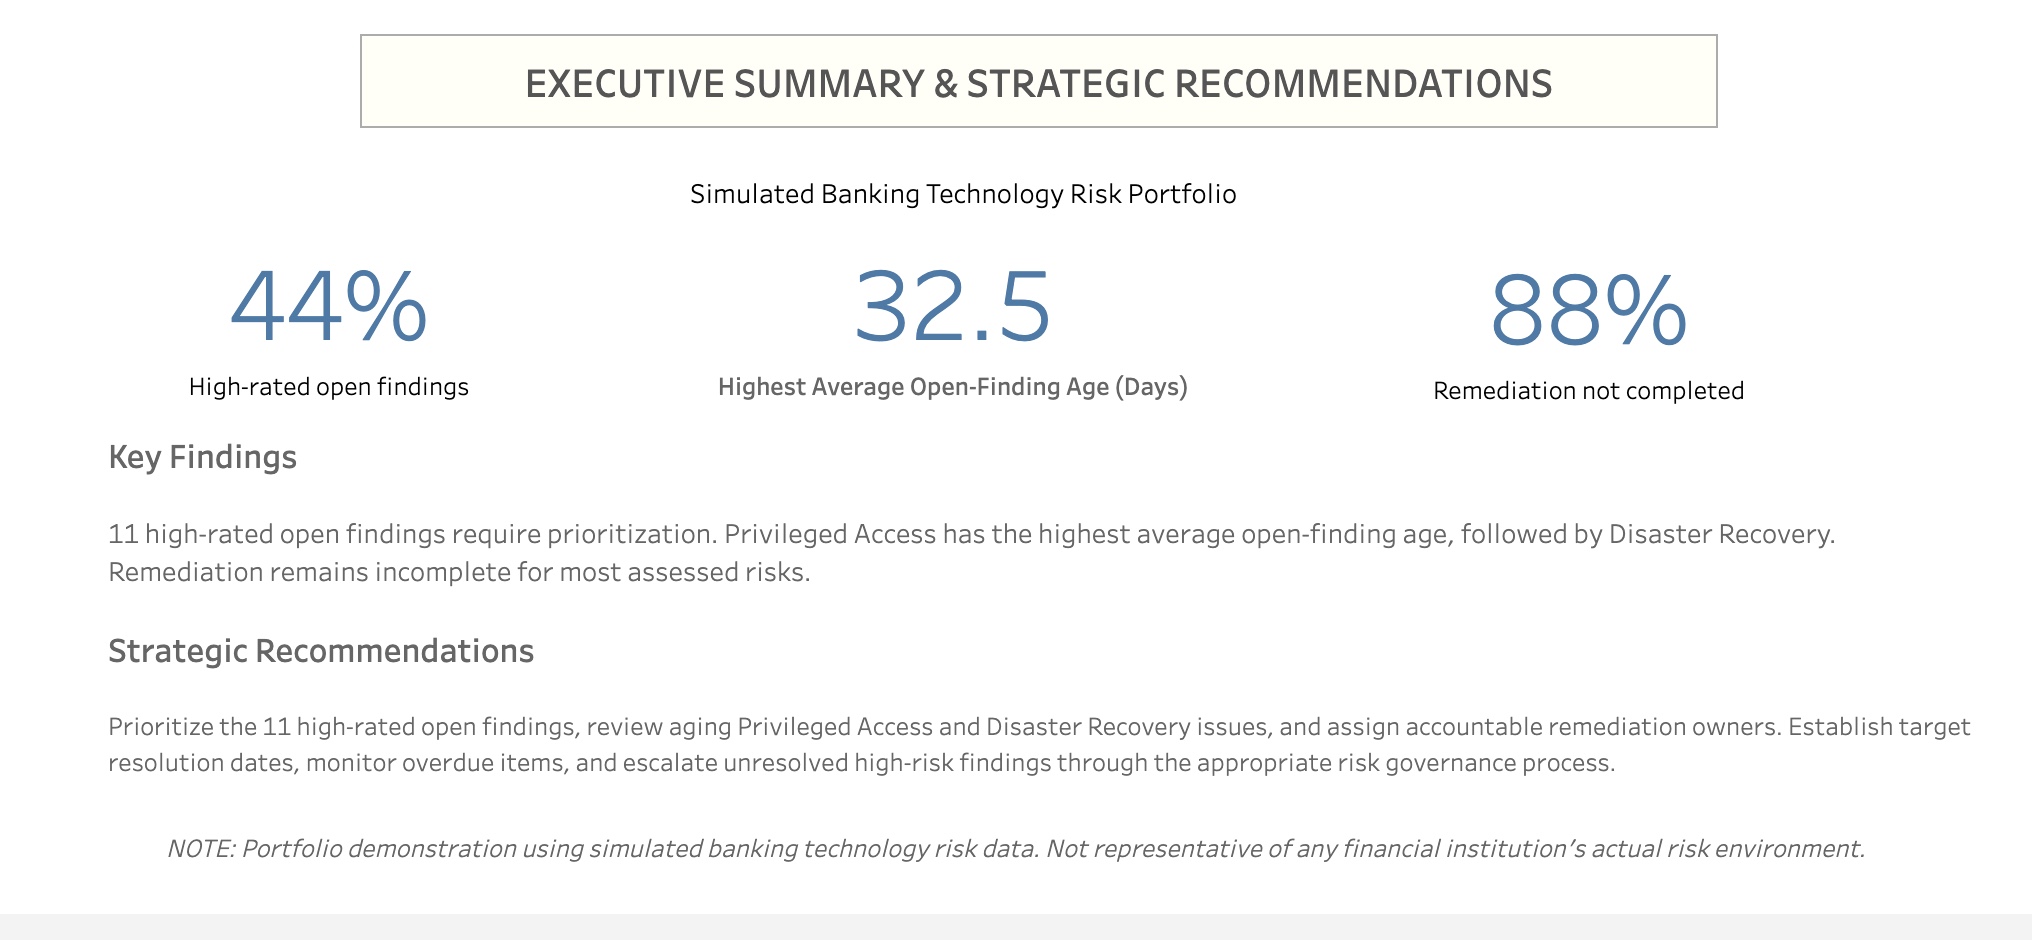 EXECUTIVE SUMMARY & STRATEGIC RECOMMENDATIONS
Simulated Banking Technology Risk Portfolio
44%
32.5
88%
High-rated open findings
Highest Average Open-Finding Age (Days)
Remediation not completed
Key Findings
11 high-rated open findings require prioritization. Privileged Access has the highest average open-finding age, followed by Disaster Recovery.
Remediation remains incomplete for most assessed risks.
Strategic Recommendations
Prioritize the 11 high-rated open findings, review aging Privileged Access and Disaster Recovery issues, and assign accountable remediation owners. Establish target
resolution dates, monitor overdue items, and escalate unresolved high-risk findings through the appropriate risk governance process.
NOTE: Portfolio demonstration using simulated banking technology risk data. Not representative of any financial institution’s actual risk environment.